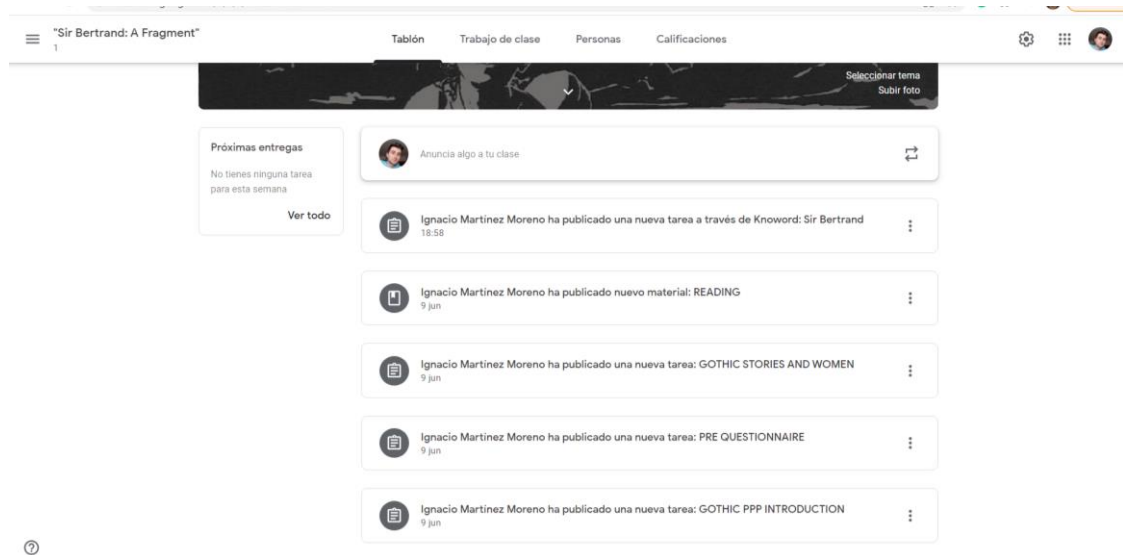 "Sir Bertrand: A Fragment"
1
Tablón
Trabajo de clase
Personas
Calificaciones
Seleccionar tema
Subir foto
Próximas entregas
No tienes ninguna tarea
para esta semana
Ver todo
Anuncia algo a tu clase
Ignacio Martínez Moreno ha publicado una nueva tarea a través de Knoword: Sir Bertrand
18:58
Ignacio Martínez Moreno ha publicado nuevo material: READING
9 jun
Ignacio Martínez Moreno ha publicado una nueva tarea: GOTHIC STORIES AND WOMEN
9 jun
Ignacio Martínez Moreno ha publicado una nueva tarea: PRE QUESTIONNAIRE
9 jun
Ignacio Martínez Moreno ha publicado una nueva tarea: GOTHIC PPP INTRODUCTION
9 jun